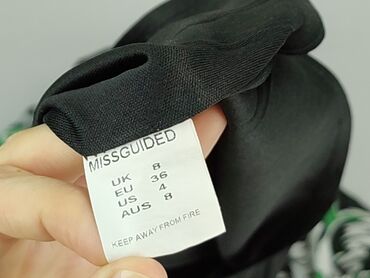 MISSGUIDED
UK 8
EU 36
US 4
AUS 8
KEEP AWAY FROM FIRE